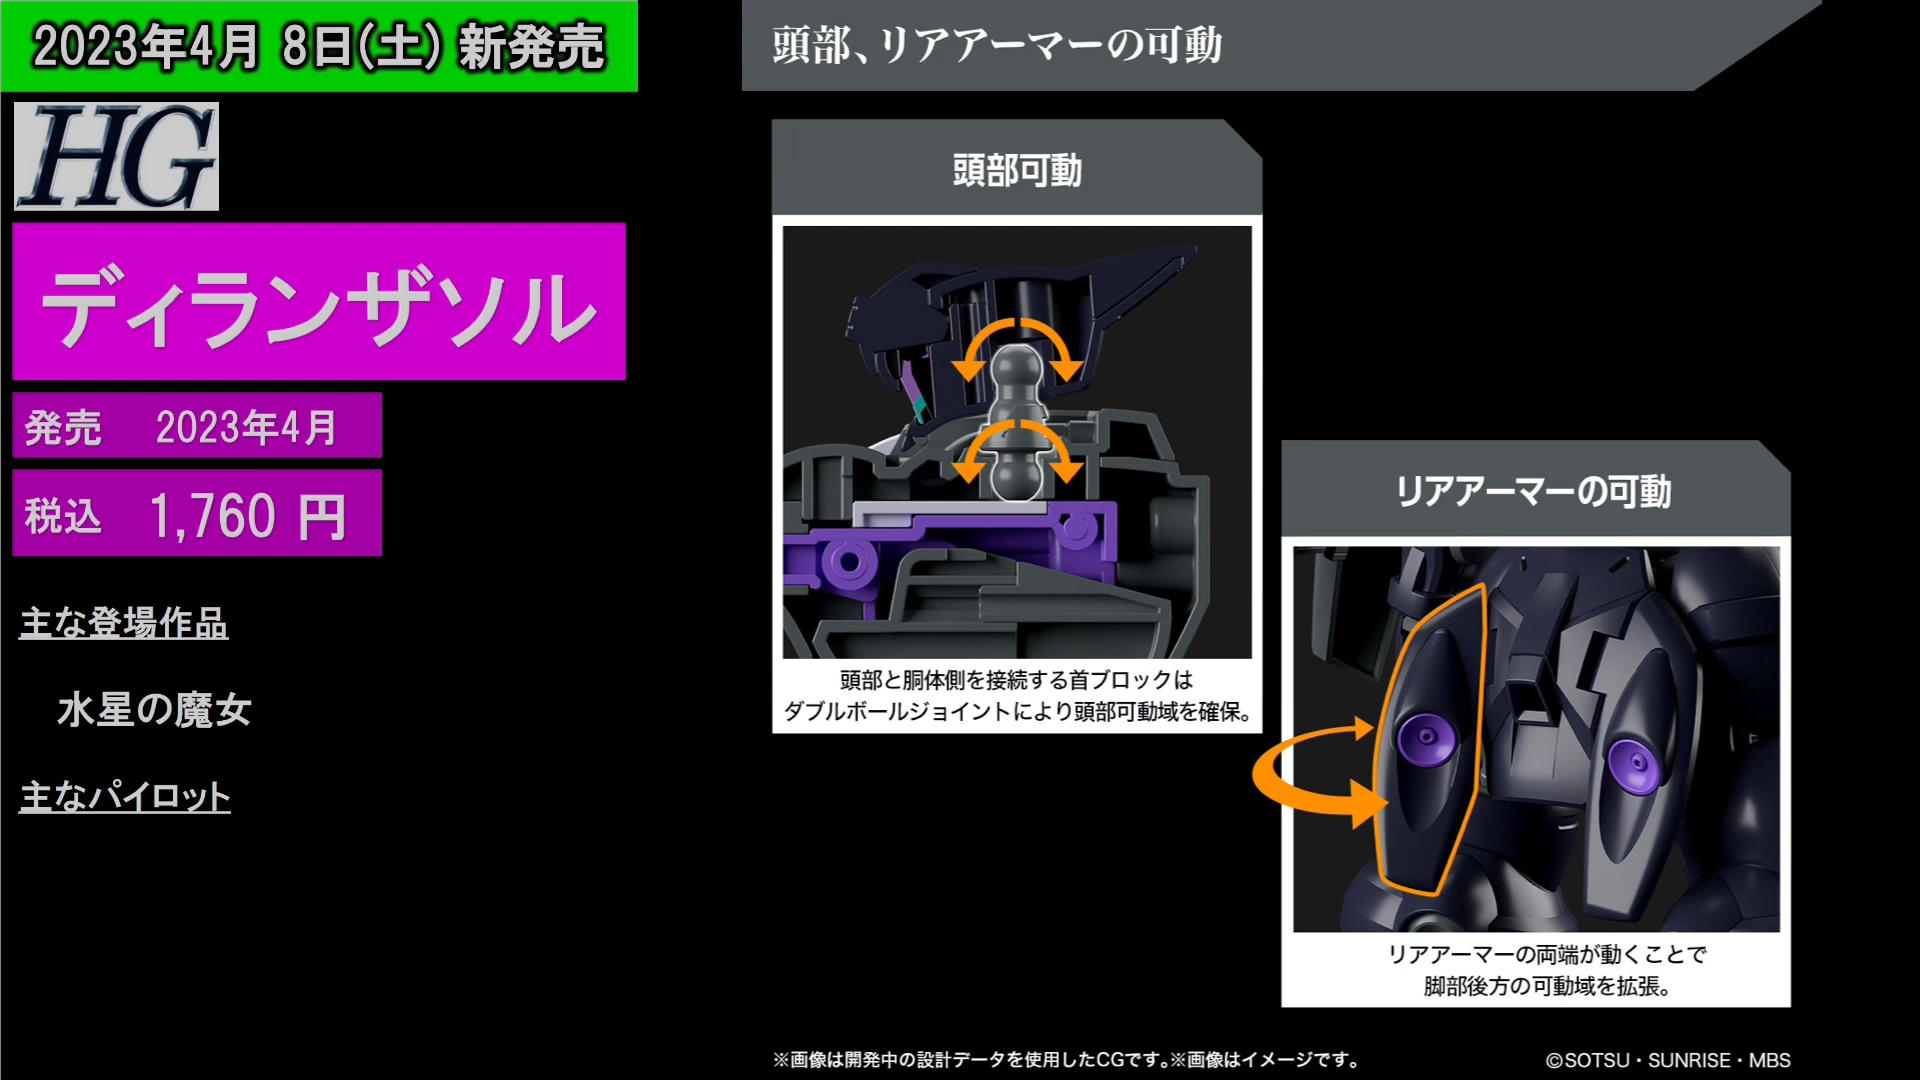 2023年4月 8日(土) 新発売
HG
ディランザソル
発売 2023年4月
税込 1,760 円
主な登場作品
水星の魔女
主なパイロット
頭部、リアアーマーの可動
頭部可動
頭部と胴体側を接続する首ブロックは
ダブルボールジョイントにより頭部可動域を確保。
リアアーマーの可動
リアアーマーの両端が動くことで
脚部後方の可動域を拡張。
※画像は開発中の設計データを使用したCGです。※画像はイメージです。
©SOTSU・SUNRISE・MBS